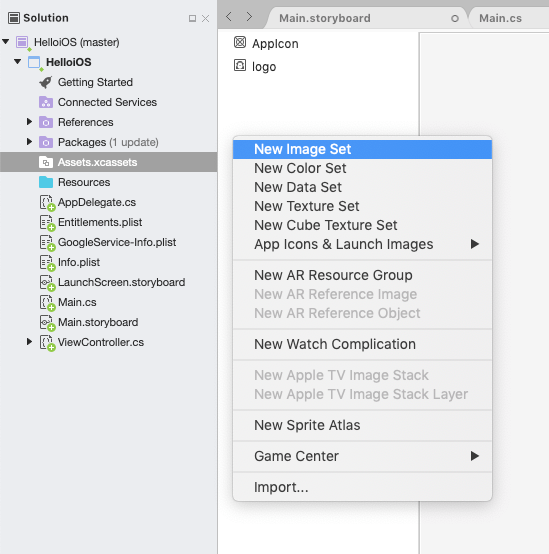 Solution
HelloiOS (master)
HelloiOS
Getting Started
Connected Services
References
Packages (1 update)
Assets.xcassets
Resources
AppDelegate.cs
Entitlements.plist
GoogleService-Info.plist
Info.plist
LaunchScreen.storyboard
Main.cs
Main.storyboard
ViewController.cs
Main.storyboard
Main.cs
AppIcon
logo
New Image Set
New Color Set
New Data Set
New Texture Set
New Cube Texture Set
App Icons & Launch Images
New AR Resource Group
New AR Reference Image
New AR Reference Object
New Watch Complication
New Apple TV Image Stack
New Apple TV Image Stack Layer
New Sprite Atlas
Game Center
Import...